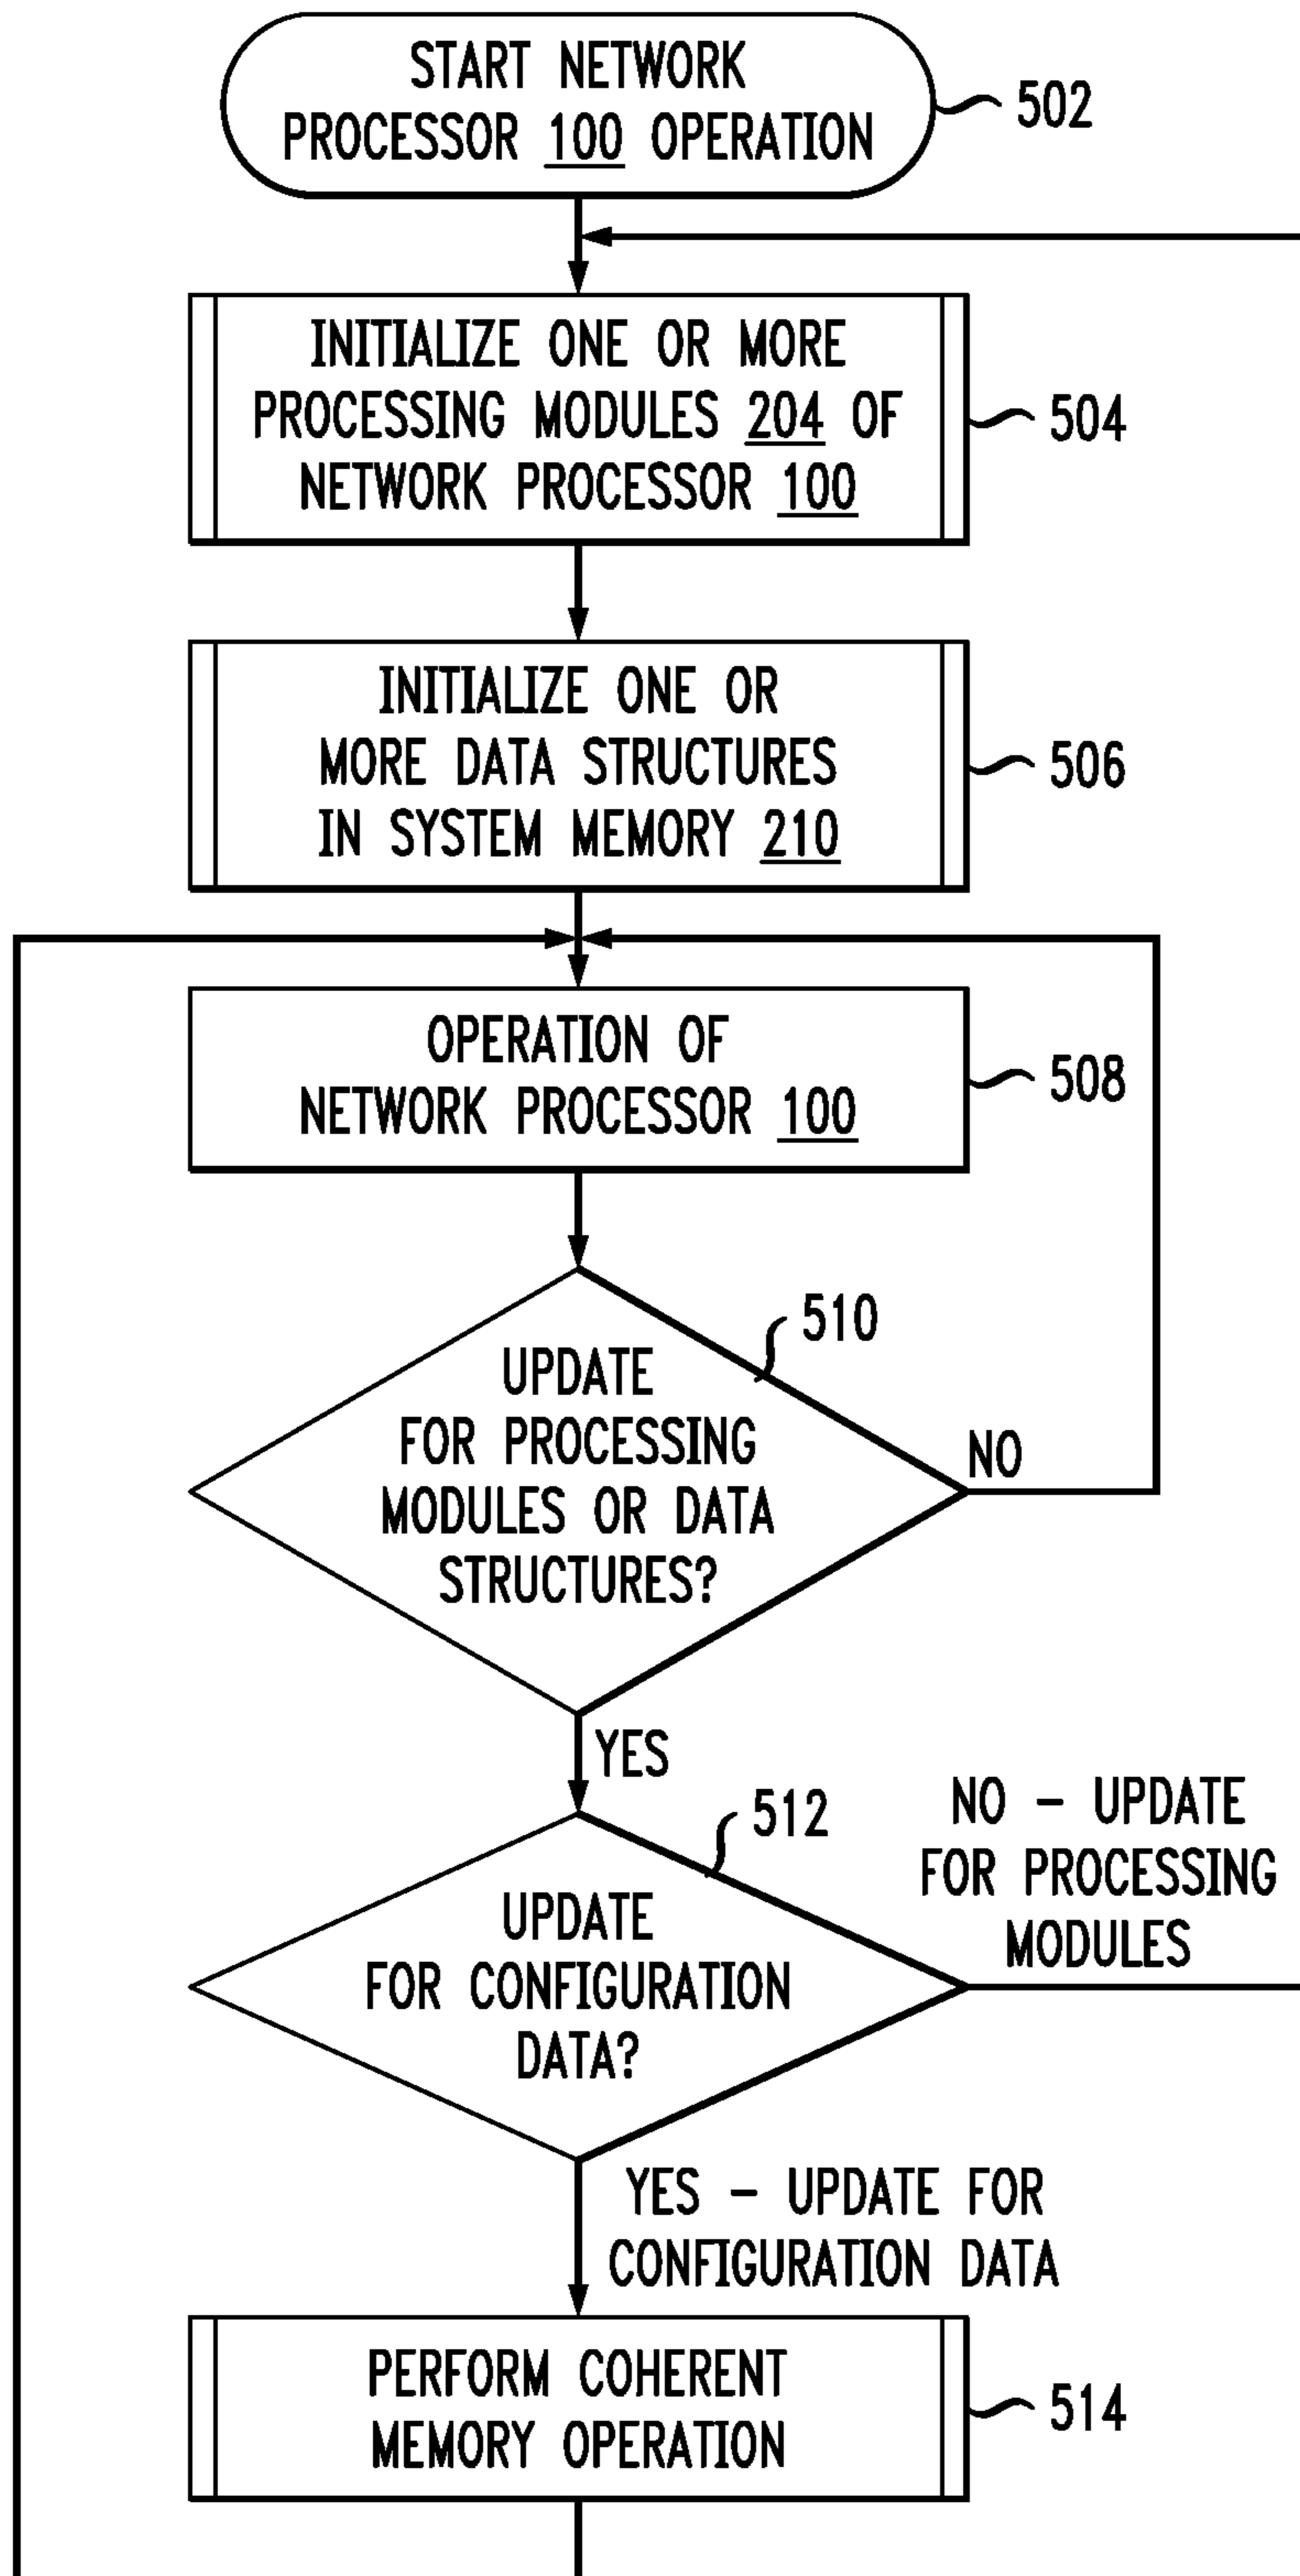 START NETWORK
PROCESSOR 100 OPERATION
502
INITIALIZE ONE OR MORE
PROCESSING MODULES 204 OF
NETWORK PROCESSOR 100
504
INITIALIZE ONE OR
MORE DATA STRUCTURES
IN SYSTEM MEMORY 210
506
OPERATION OF
NETWORK PROCESSOR 100
508
510
UPDATE
FOR PROCESSING
MODULES OR DATA
STRUCTURES?
NO
YES
512
UPDATE
FOR CONFIGURATION
DATA?
NO – UPDATE
FOR PROCESSING
MODULES
YES – UPDATE FOR
CONFIGURATION DATA
PERFORM COHERENT
MEMORY OPERATION
514